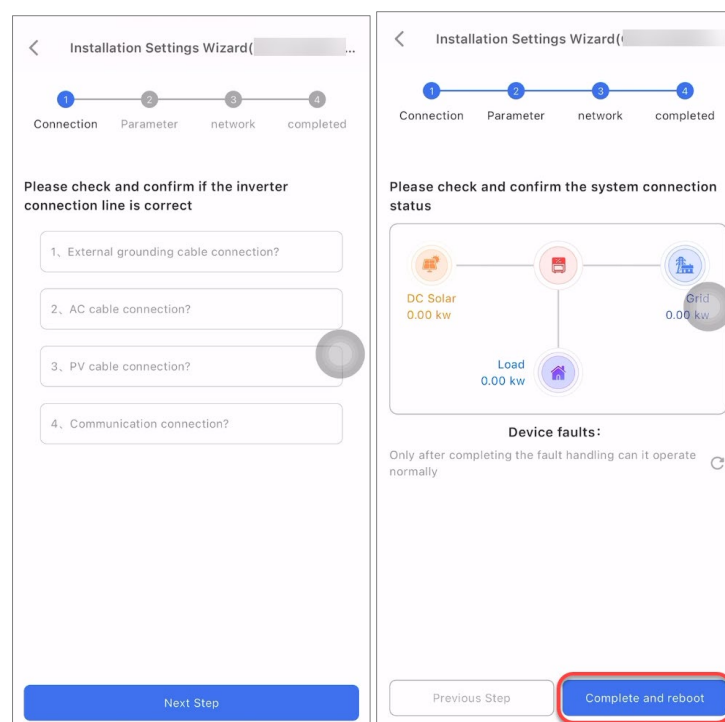 Installation Settings Wizard( ...
1
2
3
4
Connection
Parameter
network
completed
Please check and confirm if the inverter
connection line is correct
1、External grounding cable connection?
2、AC cable connection?
3、PV cable connection?
4、Communication connection?
Next Step
Installation Settings Wizard(
1
2
3
4
Connection
Parameter
network
completed
Please check and confirm the system connection
status
DC Solar
0.00 kw
Grid
0.00 kw
Load
0.00 kw
Device faults:
Only after completing the fault handling can it operate
normally
Previous Step
Complete and reboot